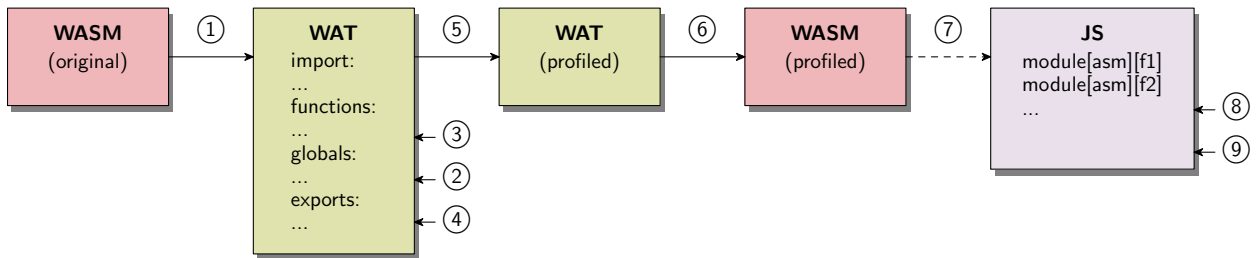 WASM
(original)
①
WAT
import:
...
functions:
...
globals:
...
exports:
...
③
②
④
⑤
WAT
(profiled)
⑥
WASM
(profiled)
⑦
JS
module[asm][f1]
module[asm][f2]
...
⑧
⑨